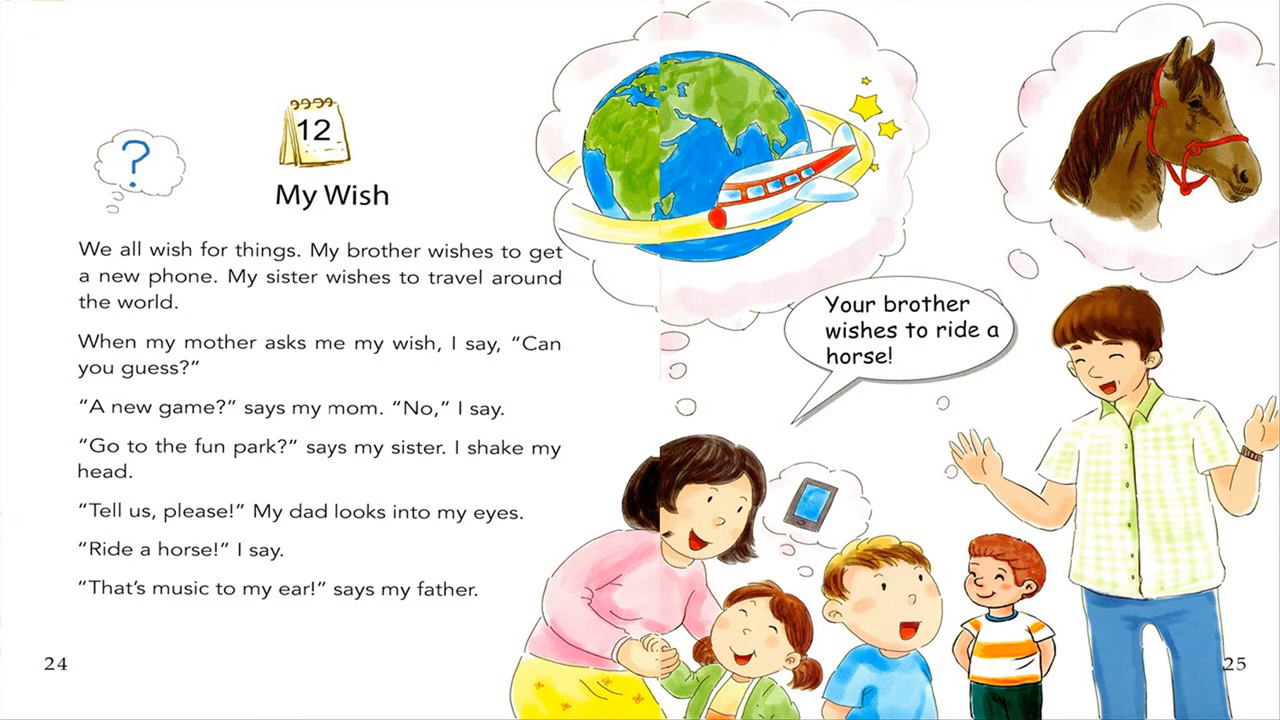 ?
12
My Wish
We all wish for things. My brother wishes to get
a new phone. My sister wishes to travel around
the world.
When my mother asks me my wish, I say, “Can
you guess?”
“A new game?” says my mom. “No,” I say.
“Go to the fun park?” says my sister. I shake my
head.
“Tell us, please!” My dad looks into my eyes.
“Ride a horse!” I say.
“That’s music to my ear!” says my father.
24
Your brother
wishes to ride a
horse!
25